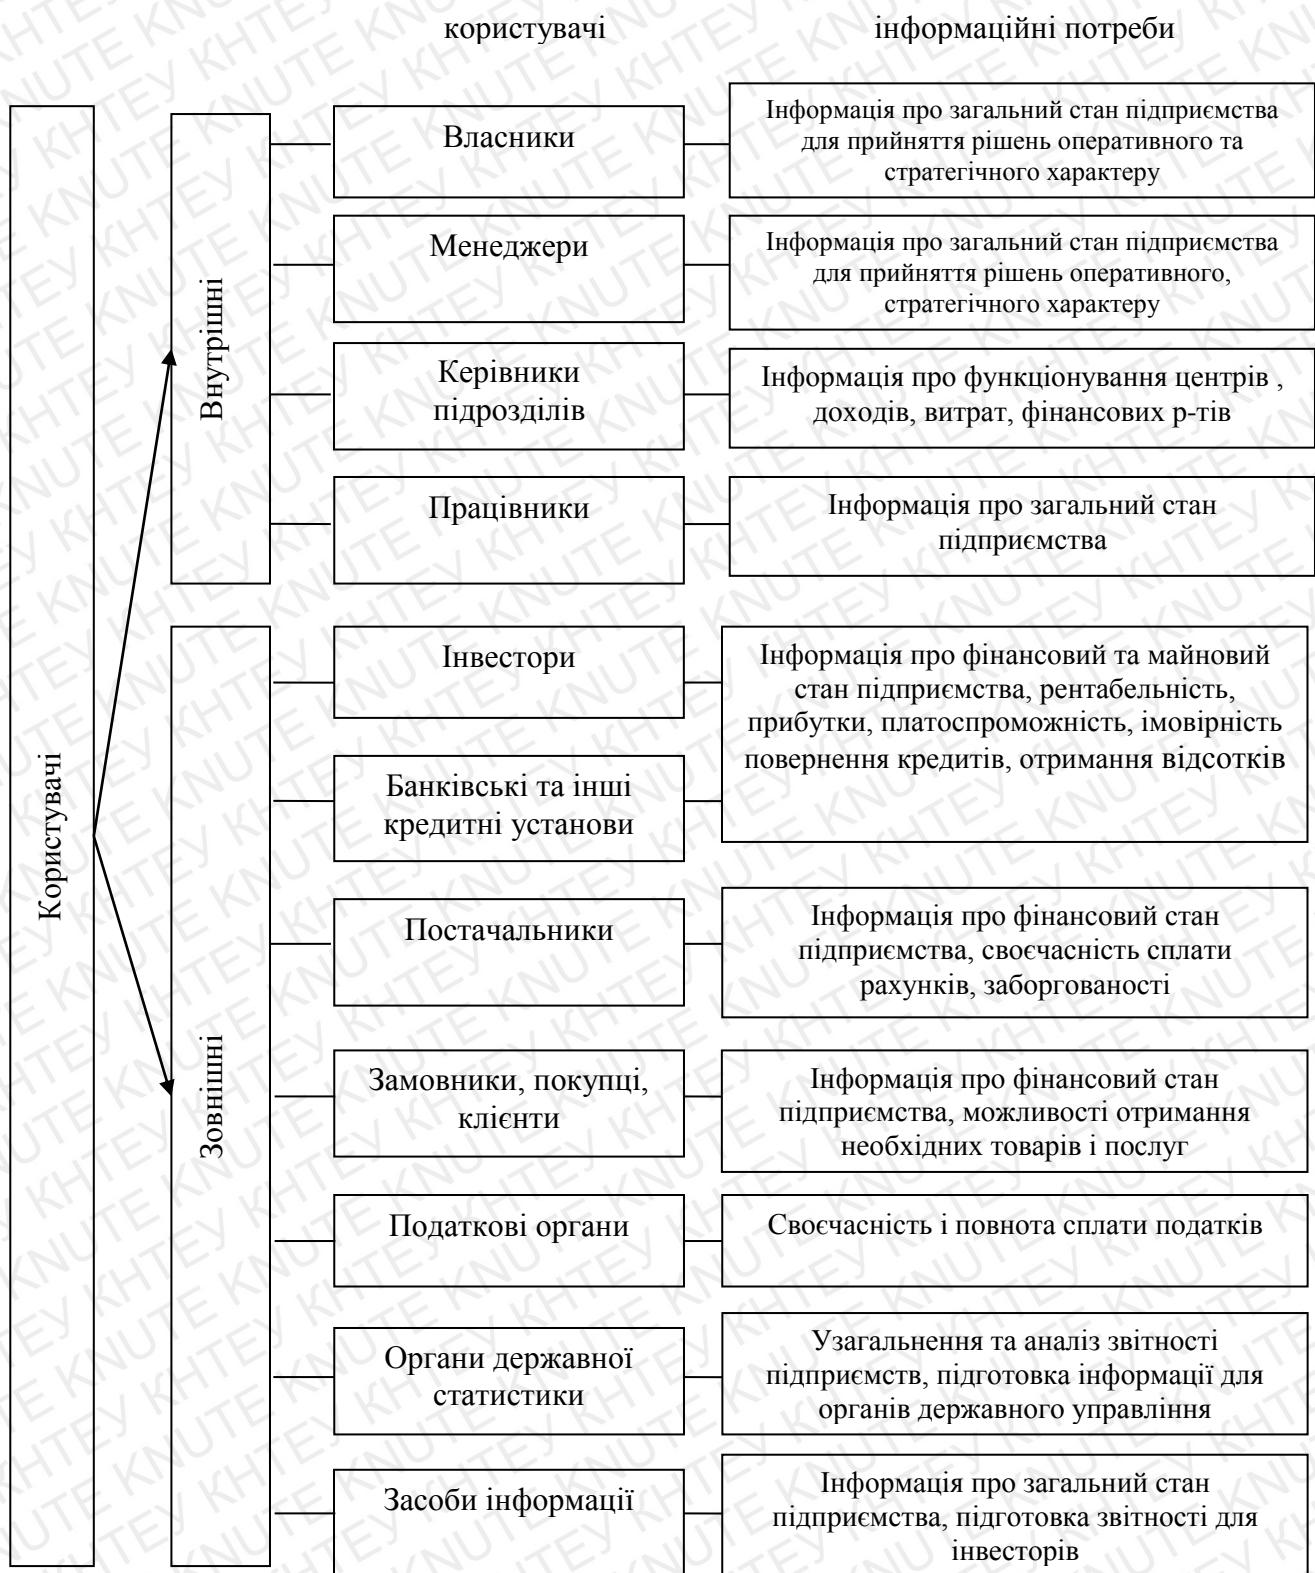 користувачі
інформаційні потреби
Користувачі
Внутрішні
Власники
Інформація про загальний стан підприємства
для прийняття рішень оперативного та
стратегічного характеру
Менеджери
Інформація про загальний стан підприємства
для прийняття рішень оперативного,
стратегічного характеру
Керівники
підрозділів
Інформація про функціонування центрів ,
доходів, витрат, фінансових р-тів
Працівники
Інформація про загальний стан
підприємства
Зовнішні
Інвестори
Інформація про фінансовий та майновий
стан підприємства, рентабельність,
прибутки, платоспроможність, імовірність
повернення кредитів, отримання відсотків
Банківські та інші
кредитні установи
Постачальники
Інформація про фінансовий стан
підприємства, своєчасність сплати
рахунків, заборгованості
Замовники, покупці,
клієнти
Інформація про фінансовий стан
підприємства, можливості отримання
необхідних товарів і послуг
Податкові органи
Своєчасність і повнота сплати податків
Органи державної
статистики
Узагальнення та аналіз звітності
підприємств, підготовка інформації для
органів державного управління
Засоби інформації
Інформація про загальний стан
підприємства, підготовка звітності для
інвесторів